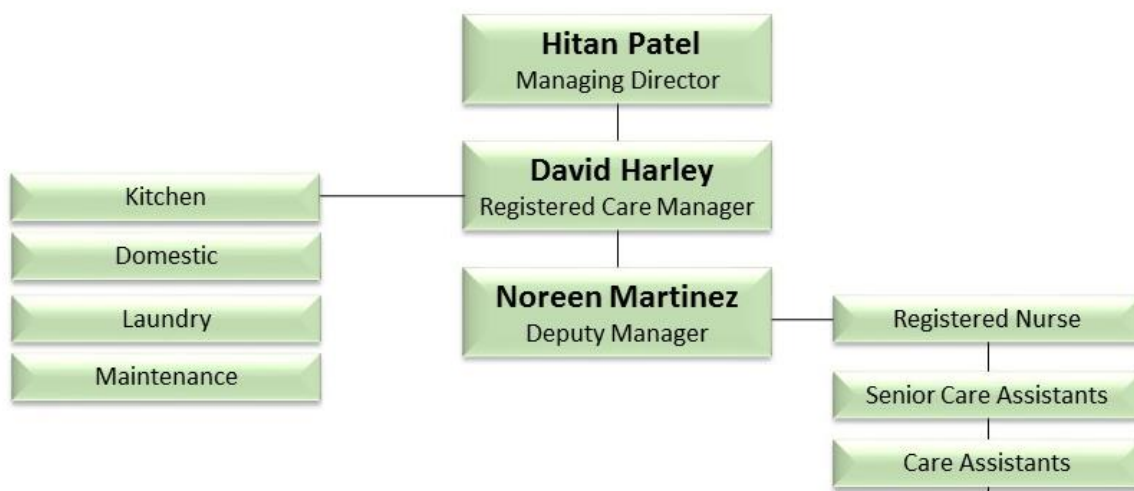 Hitan Patel
Managing Director
David Harley
Registered Care Manager
Kitchen
Domestic
Laundry
Maintenance
Noreen Martinez
Deputy Manager
Registered Nurse
Senior Care Assistants
Care Assistants